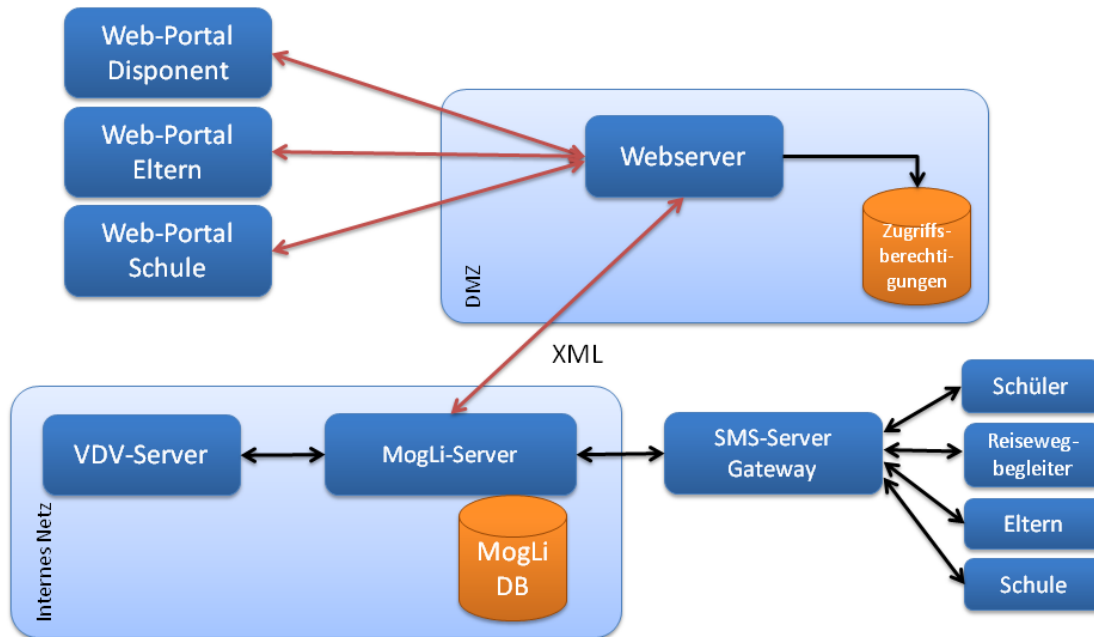 Web-Portal
Disponent
Web-Portal
Eltern
Web-Portal
Schule
Webserver
Zugriffs-
berechti-
gungen
DMZ
XML
VDV-Server
MogLi-Server
MogLi
DB
Internes Netz
SMS-Server
Gateway
Schüler
Reiseweg-
begleiter
Eltern
Schule